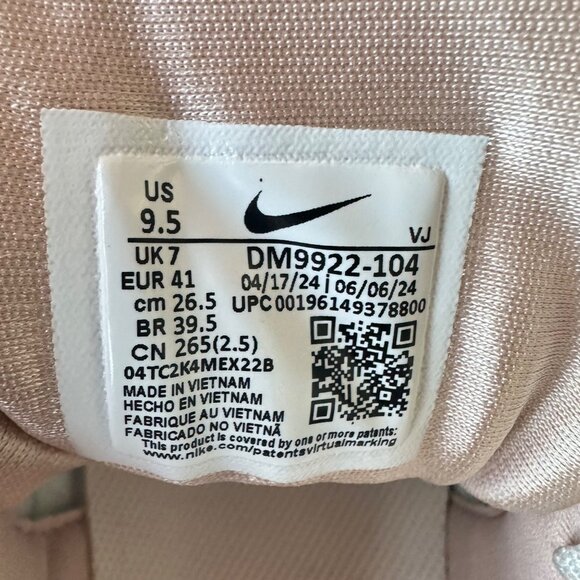 US
9.5
VJ
UK 7
EUR 41
cm 26.5
BR 39.5
CN 265(2.5)
DM9922-104
04/17/24 | 06/06/24
UPC 00196149378800
04TC2K4MEX22B
MADE IN VIETNAM
HECHO EN VIETNAM
FABRIQUE AU VIETNAM
FABRICADO NO VIETNÃ
This product is covered by one or more patents:
www.nike.com/patentsvirtualmarking